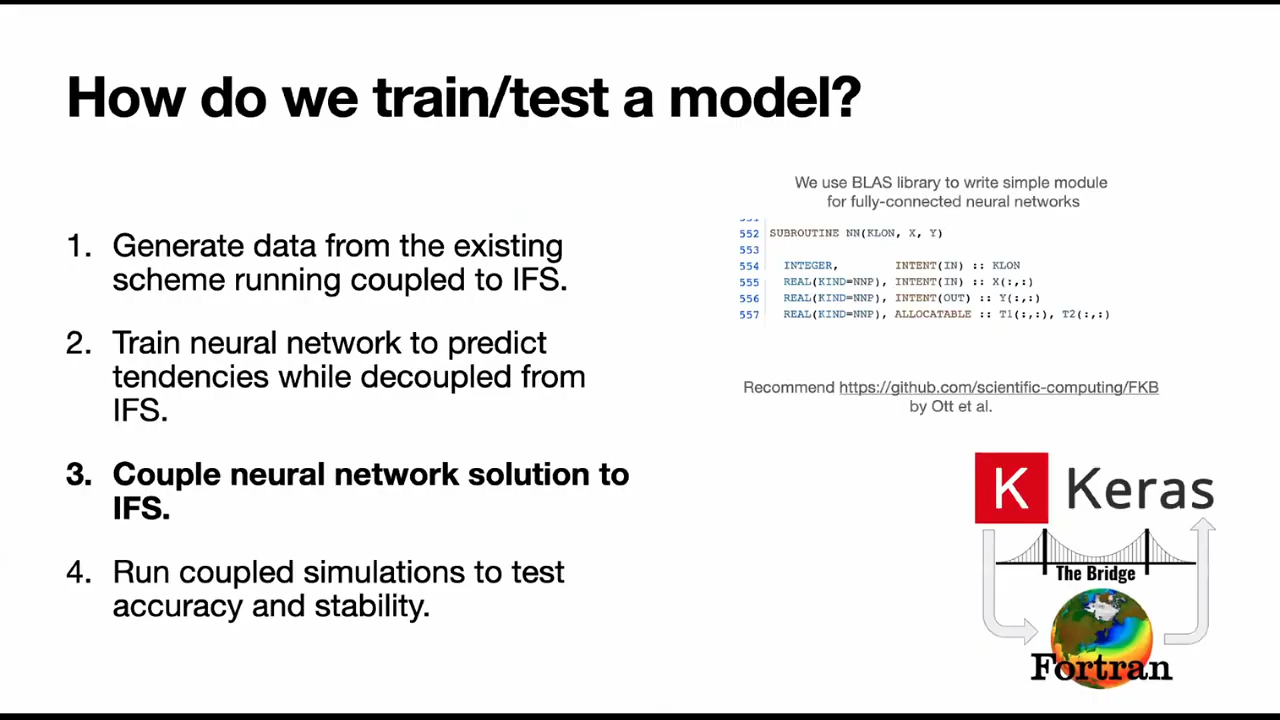 How do we train/test a model?
1. Generate data from the existing
scheme running coupled to IFS.
2. Train neural network to predict
tendencies while decoupled from
IFS.
3. Couple neural network solution to
IFS.
4. Run coupled simulations to test
accuracy and stability.
We use BLAS library to write simple module
for fully-connected neural networks
551
552 SUBROUTINE NN(KLON, X, Y)
553
554 INTEGER, INTENT(IN) :: KLON
555 REAL(KIND=NNP), INTENT(IN) :: X(:,:)
556 REAL(KIND=NNP), INTENT(OUT) :: Y(:,:)
557 REAL(KIND=NNP), ALLOCATABLE :: T1(:,:), T2(:,:)
Recommend https://github.com/scientific-computing/FKB
by Ott et al.
K Keras
The Bridge
Fortran